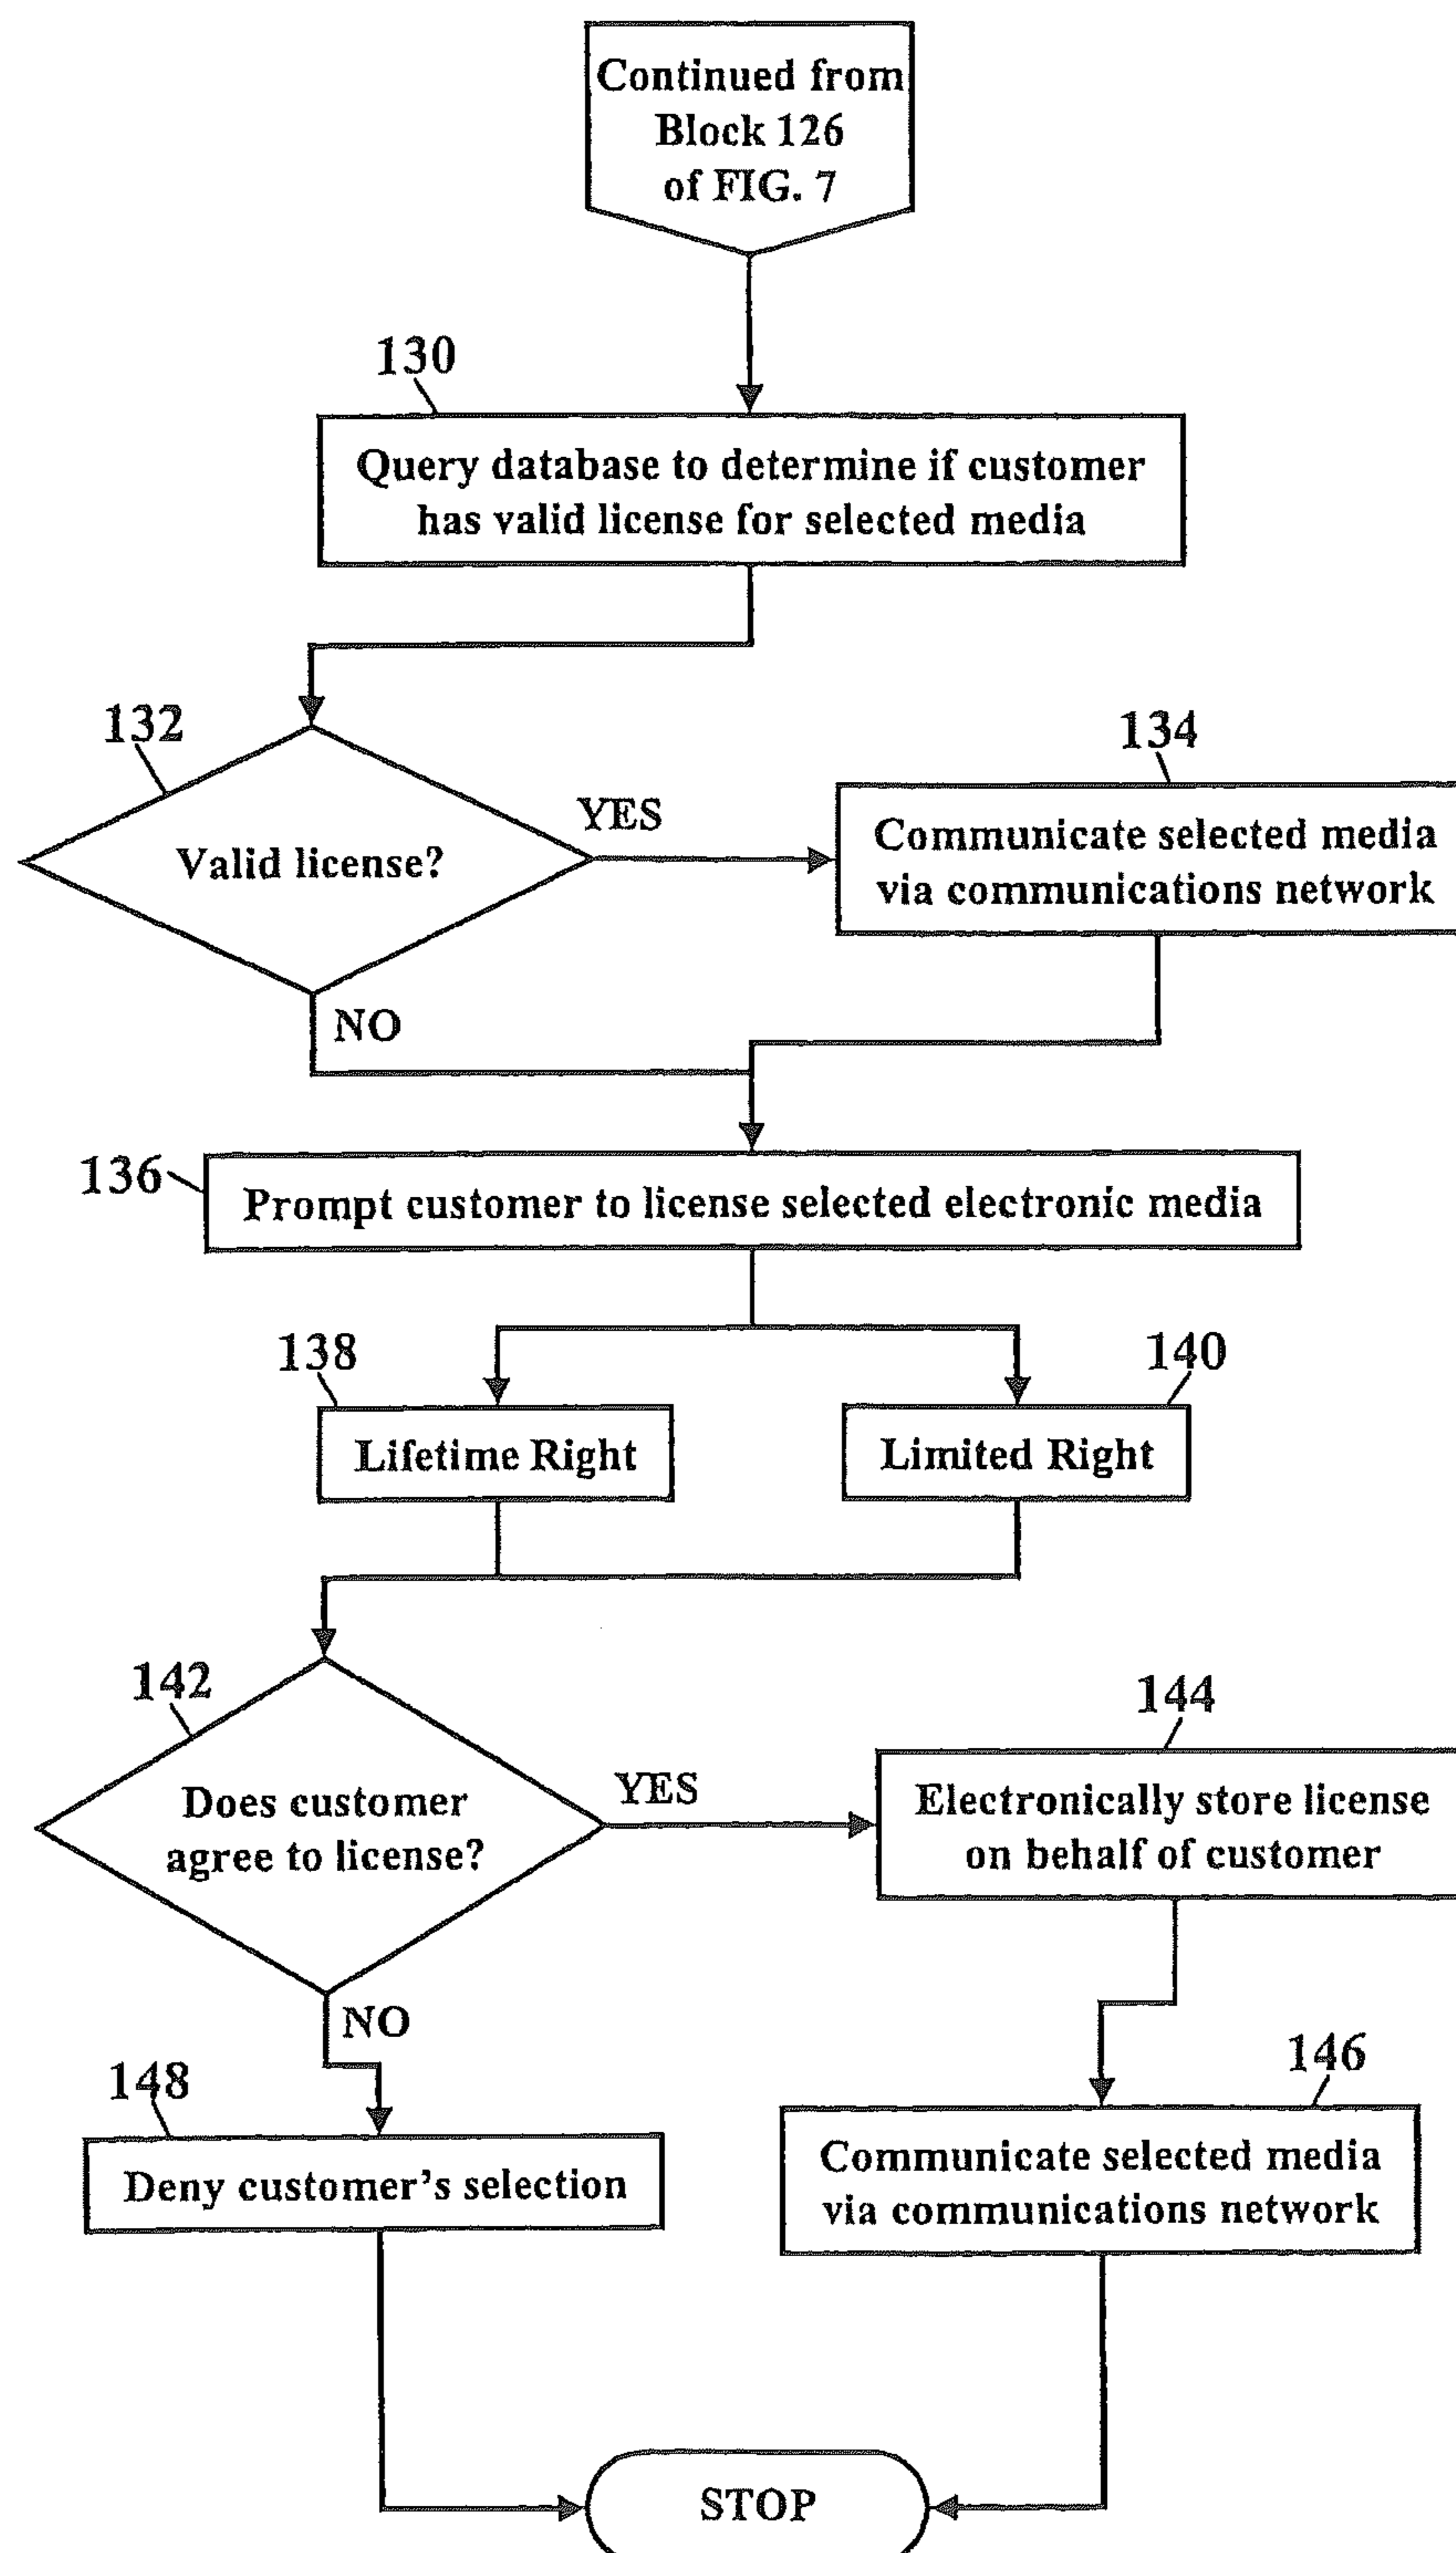 Continued from
Block 126
of FIG. 7
130
Query database to determine if customer
has valid license for selected media
132
134
Valid license?
YES
Communicate selected media
via communications network
NO
136
Prompt customer to license selected electronic media
138
140
Lifetime Right
Limited Right
142
144
Does customer
agree to license?
YES
Electronically store license
on behalf of customer
NO
148
146
Deny customer's selection
Communicate selected media
via communications network
STOP